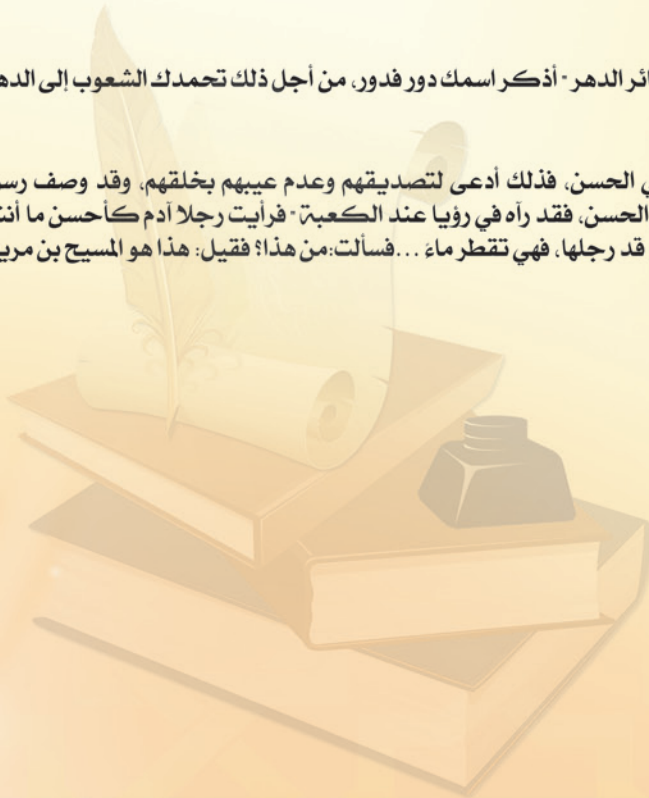 ئر الدهر - أذكر اسمك دور فدور، من أجل ذلك تحمدك الشعوب إلى الده
ي الحسن، فذلك أدعى لتصديقهم وعدم عيبهم بخلقهم، وقد وصف رس
الحسن، فقد رآه في رؤيا عند الكعبة - فرأيت رجلا آدم كأحسن ما أنت
قد رجلها، فهي تقطر ماءً ...فسألت:من هذا؟ فقيل: هذا هو المسيح بن مري